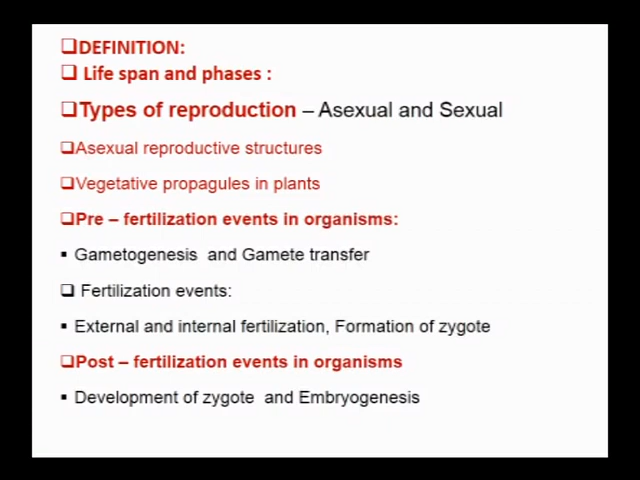 ❑DEFINITION:
❑ Life span and phases :
❑Types of reproduction – Asexual and Sexual
❑Asexual reproductive structures
❑Vegetative propagules in plants
❑Pre – fertilization events in organisms:
▪ Gametogenesis and Gamete transfer
❑ Fertilization events:
▪ External and internal fertilization, Formation of zygote
❑Post – fertilization events in organisms
▪ Development of zygote and Embryogenesis